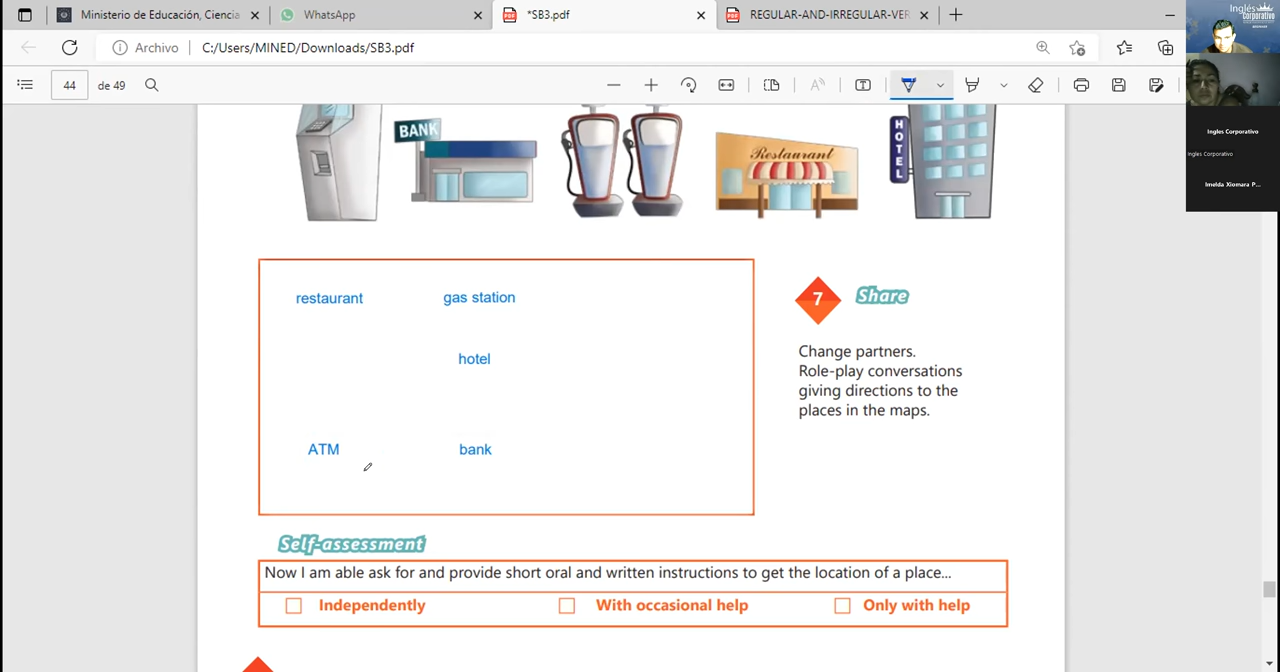 Ministerio de Educación, Ciencia
WhatsApp
*SB3.pdf
REGULAR-AND-IRREGULAR-VER
Inglés
Corporativo
Archivo
C:/Users/MINED/Downloads/SB3.pdf
44
de 49
BANK
Restaurant
HOTEL
Ingles Corporativo
Ingles Corporativo
Imelda Xiomara P...
restaurant
gas station
hotel
ATM
bank
7
Share
Change partners.
Role-play conversations
giving directions to the
places in the maps.
Self-assessment
Now I am able ask for and provide short oral and written instructions to get the location of a place...
Independently
With occasional help
Only with help